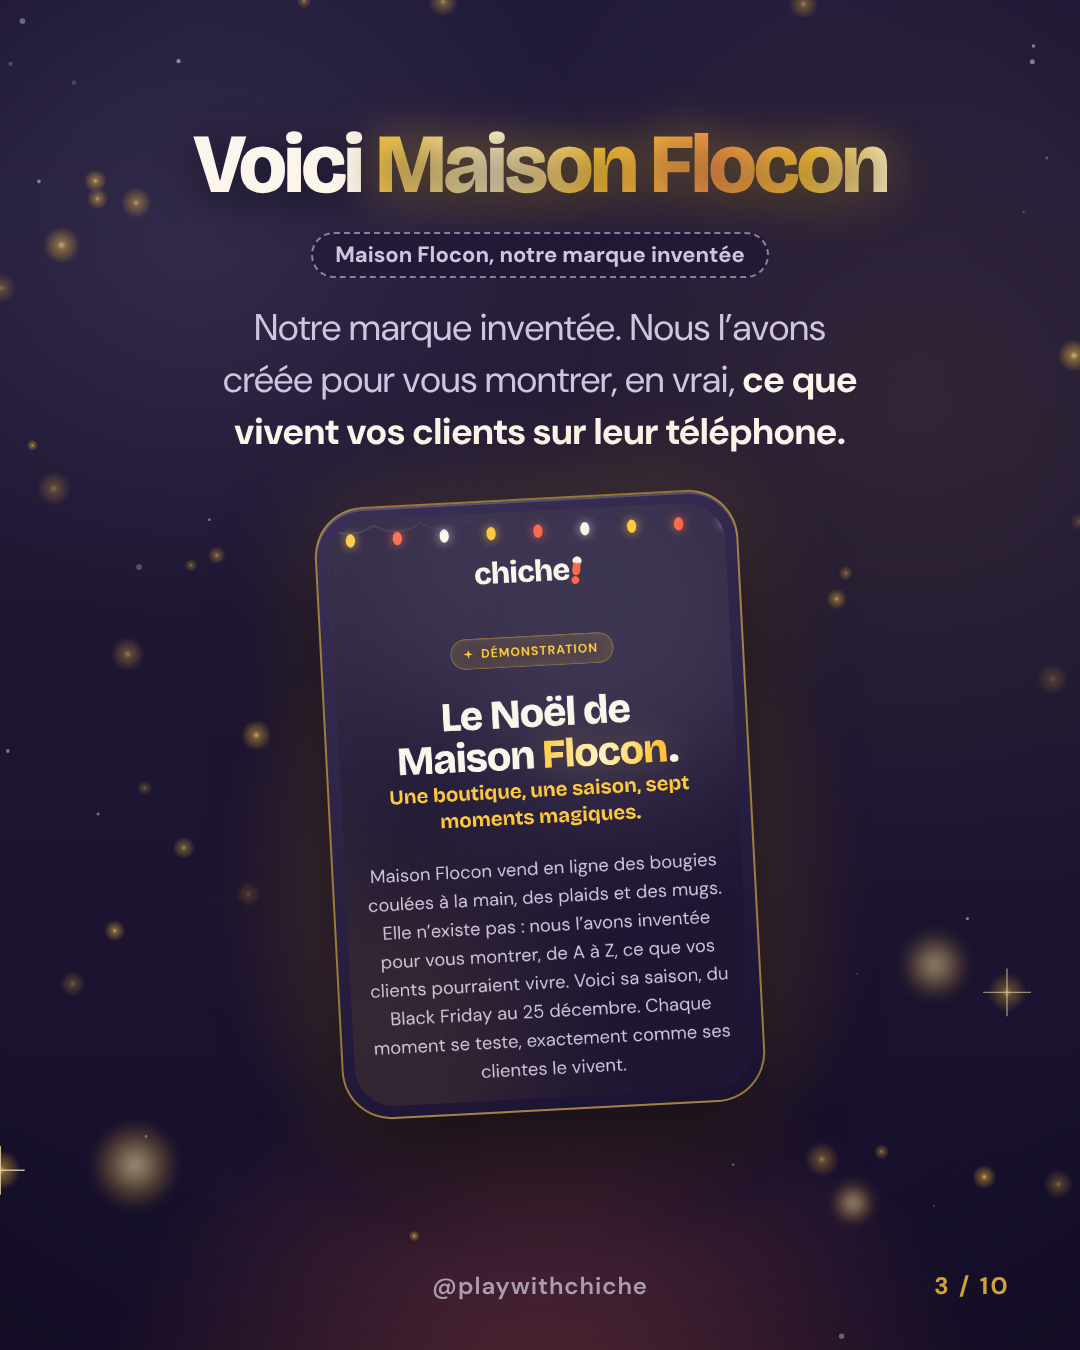 Voici Maison Flocon
Maison Flocon, notre marque inventée
Notre marque inventée. Nous l’avons
créée pour vous montrer, en vrai, ce que
vivent vos clients sur leur téléphone.
chiche!
✦ DÉMONSTRATION
Le Noël de
Maison Flocon.
Une boutique, une saison, sept
moments magiques.
Maison Flocon vend en ligne des bougies
coulées à la main, des plaids et des mugs.
Elle n’existe pas : nous l’avons inventée
pour vous montrer, de A à Z, ce que vos
clients pourraient vivre. Voici sa saison, du
Black Friday au 25 décembre. Chaque
moment se teste, exactement comme ses
clientes le vivent.
@playwithchiche
3 / 10